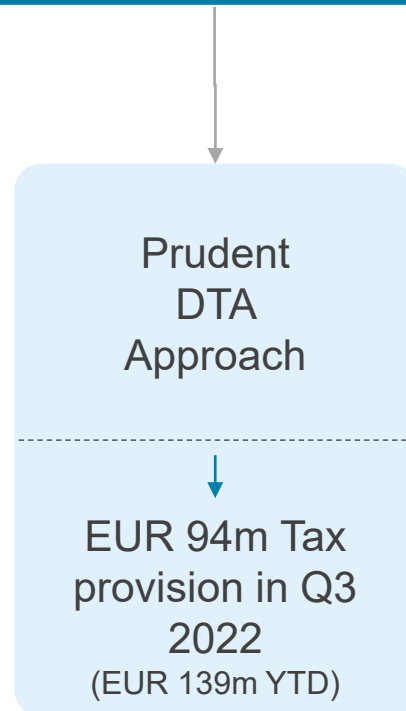 Prudent
DTA
Approach
EUR 94m Tax
provision in Q3
2022
(EUR 139m YTD)